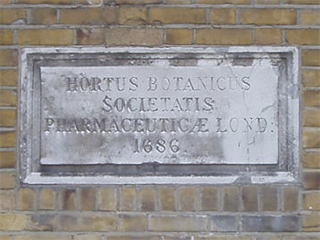 HORTUS BOTANICUS
SOCIETATIS
PHARMACEUTICÆ LOND:
1686